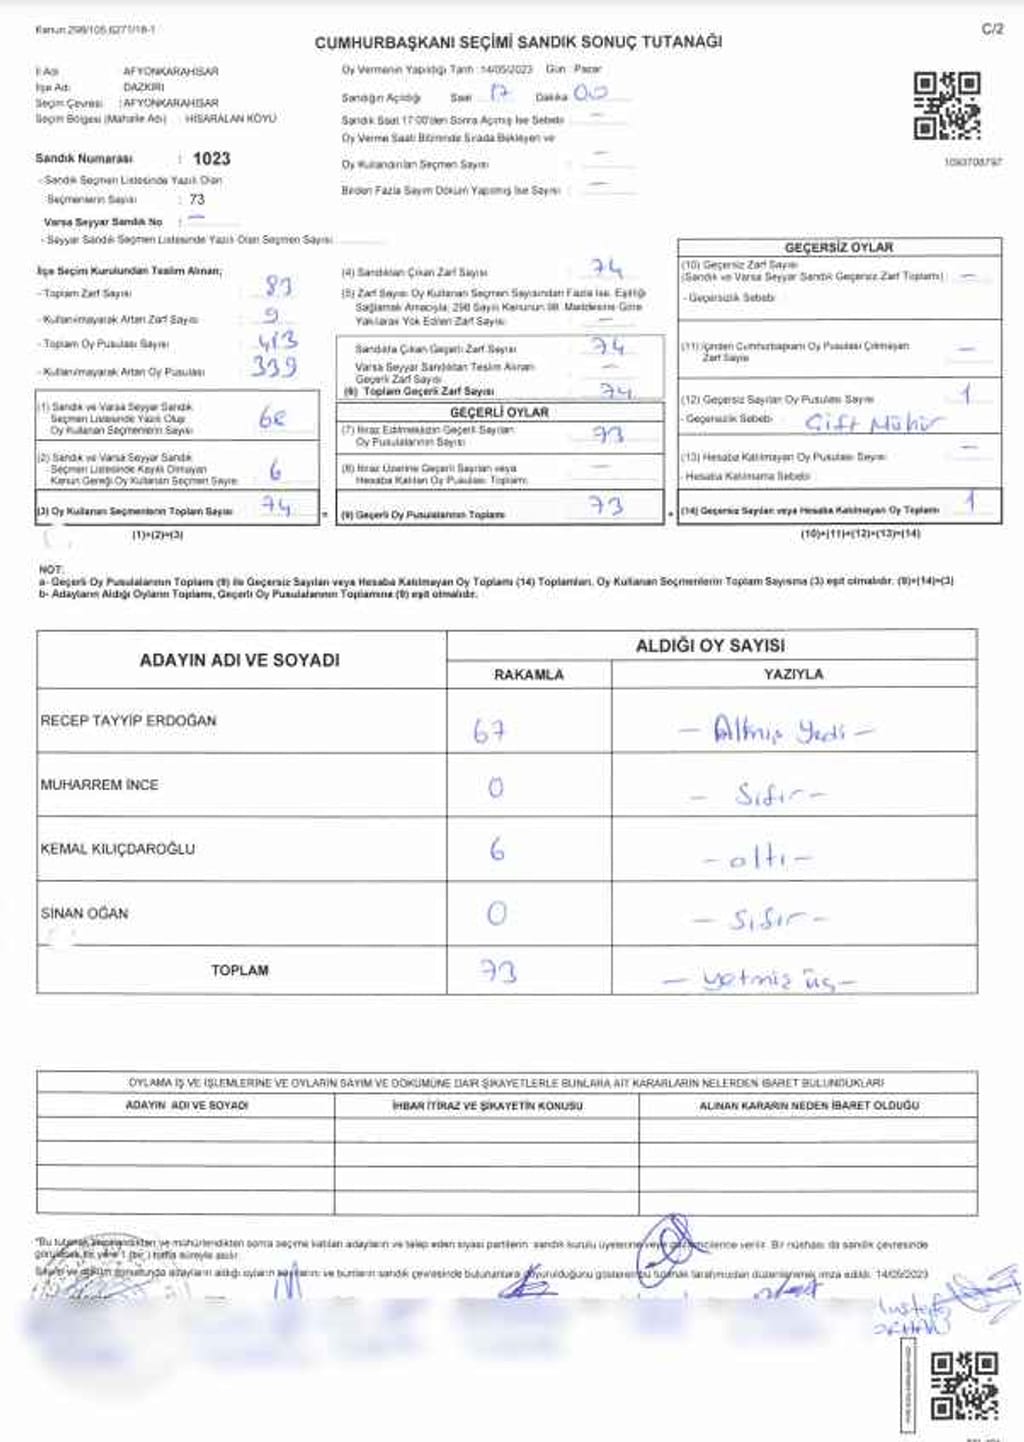 Kanun:298/105,6271/18-1
C/2
CUMHURBAŞKANI SEÇİMİ SANDIK SONUÇ TUTANAĞI
İl Adı : AFYONKARAHİSAR
İlçe Adı : DAZKIRI
Seçim Çevresi : AFYONKARAHİSAR
Seçim Bölgesi (Mahalle Adı) : HİSARALAN KÖYÜ
Sandık Numarası : 1023
- Sandık Seçmen Listesinde Yazılı Olan
Seçmenlerin Sayısı : 73
Varsa Seyyar Sandık No : —
- Seyyar Sandık Seçmen Listesinde Yazılı Olan Seçmen Sayısı
Oy Vermenin Yapıldığı Tarih : 14/05/2023 Gün : Pazar
Sandığın Açıldığı Saat 17 Dakika 00
Sandık Saat 17:00'den Sonra Açılmış İse Sebebi : —
Oy Verme Saati Bitiminde Sırada Bekleyen ve
Oy Kullandırılan Seçmen Sayısı : —
Birden Fazla Sayım Döküm Yapılmış İse Sayısı : —
1093708797
İlçe Seçim Kurulundan Teslim Alınan;
- Toplam Zarf Sayısı 83
- Kullanılmayarak Artan Zarf Sayısı 9
- Toplam Oy Pusulası Sayısı 413
- Kullanılmayarak Artan Oy Pusulası 339
(1) Sandık ve Varsa Seyyar Sandık
Seçmen Listesinde Yazılı Olup
Oy Kullanan Seçmenlerin Sayısı
(2) Sandık ve Varsa Seyyar Sandık
Seçmen Listesinde Kayıtlı Olmayan
Kanun Gereği Oy Kullanan Seçmen Sayısı 6
(3) Oy Kullanan Seçmenlerin Toplam Sayısı 74
(1)+(2)=(3)
(4) Sandıktan Çıkan Zarf Sayısı 74
(5) Zarf Sayısı Oy Kullanan Seçmen Sayısından Fazla İse, Eşitliği
Sağlamak Amacıyla, 298 Sayılı Kanunun 98. Maddesine Göre
Yakılarak Yok Edilen Zarf Sayısı —
Sandıkta Çıkan Geçerli Zarf Sayısı 74
Varsa Seyyar Sandıktan Teslim Alınan
Geçerli Zarf Sayısı —
(6) Toplam Geçerli Zarf Sayısı 74
GEÇERLİ OYLAR
(7) İtiraz Edilmeksizin Geçerli Sayılan
Oy Pusulalarının Sayısı 73
(8) İtiraz Üzerine Geçerli Sayılan veya
Hesaba Katılan Oy Pusulası Toplamı —
(9) Geçerli Oy Pusulalarının Toplamı 73
=
+
GEÇERSİZ OYLAR
(10) Geçersiz Zarf Sayısı
(Sandık ve Varsa Seyyar Sandık Geçersiz Zarf Toplamı) —
- Geçersizlik Sebebi
(11) İçinden Cumhurbaşkanı Oy Pusulası Çıkmayan
Zarf Sayısı —
(12) Geçersiz Sayılan Oy Pusulası Sayısı 1
- Geçersizlik Sebebi Çift Mühür
(13) Hesaba Katılmayan Oy Pusulası Sayısı —
- Hesaba Katılmama Sebebi
(14) Geçersiz Sayılan veya Hesaba Katılmayan Oy Toplamı 1
(10)+(11)+(12)+(13)=(14)
NOT:
a- Geçerli Oy Pusulalarının Toplamı (9) ile Geçersiz Sayılan veya Hesaba Katılmayan Oy Toplamı (14) Toplamları, Oy Kullanan Seçmenlerin Toplam Sayısına (3) eşit olmalıdır. (9)+(14)=(3)
b- Adayların Aldığı Oyların Toplamı, Geçerli Oy Pusulalarının Toplamına (9) eşit olmalıdır.
ADAYIN ADI VE SOYADI
ALDIĞI OY SAYISI
RAKAMLA YAZIYLA
RECEP TAYYİP ERDOĞAN 67 — Altmış Yedi —
MUHARREM İNCE 0 — Sıfır —
KEMAL KILIÇDAROĞLU 6 — altı —
SİNAN OĞAN 0 — Sıfır —
TOPLAM 73 — yetmiş üç —
OYLAMA İŞ VE İŞLEMLERİNE VE OYLARIN SAYIM VE DÖKÜMÜNE DAİR ŞİKAYETLERLE BUNLARA AİT KARARLARIN NELERDEN İBARET BULUNDUKLARI
ADAYIN ADI VE SOYADI İHBAR İTİRAZ VE ŞİKAYETİN KONUSU ALINAN KARARIN NEDEN İBARET OLDUĞU
"Bu tutanak imzalandıktan ve mühürlendikten sonra seçime katılan adayların ve talep eden siyasi partilerin sandık kurulu üyelerine veya gözlemcilerince verilir. Bir nüshası da sandık çevresinde
görülecek bir yere 1 (bir) hafta süreyle asılır.
Sayım ve döküm sonucunda adayların aldığı oyların sayılarını ve bunların sandık çevresinde bulunanlara duyurulduğunu gösteren bu tutanak tarafımızdan düzenlenerek imza edildi. 14/05/2023
Mustafa
ORHAN